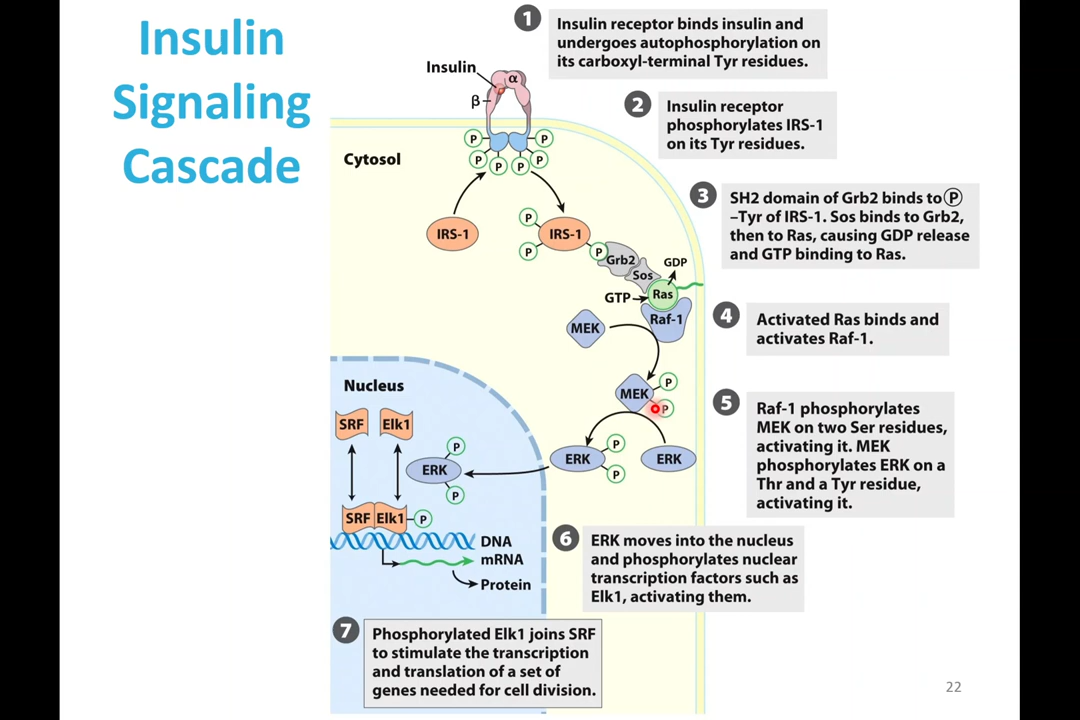 Insulin
Signaling
Cascade
1
Insulin receptor binds insulin and
undergoes autophosphorylation on
its carboxyl-terminal Tyr residues.
Insulin
α
β
2
Insulin receptor
phosphorylates IRS-1
on its Tyr residues.
P
P
P
P
P
P
Cytosol
3
SH2 domain of Grb2 binds to P
–Tyr of IRS-1. Sos binds to Grb2,
then to Ras, causing GDP release
and GTP binding to Ras.
IRS-1
P
IRS-1
P
P
Grb2
Sos
GDP
GTP
Ras
Raf-1
4
Activated Ras binds and
activates Raf-1.
MEK
MEK
P
P
5
Raf-1 phosphorylates
MEK on two Ser residues,
activating it. MEK
phosphorylates ERK on a
Thr and a Tyr residue,
activating it.
ERK
P
P
ERK
Nucleus
SRF
Elk1
ERK
P
P
SRF
Elk1
P
DNA
mRNA
Protein
6
ERK moves into the nucleus
and phosphorylates nuclear
transcription factors such as
Elk1, activating them.
7
Phosphorylated Elk1 joins SRF
to stimulate the transcription
and translation of a set of
genes needed for cell division.
22